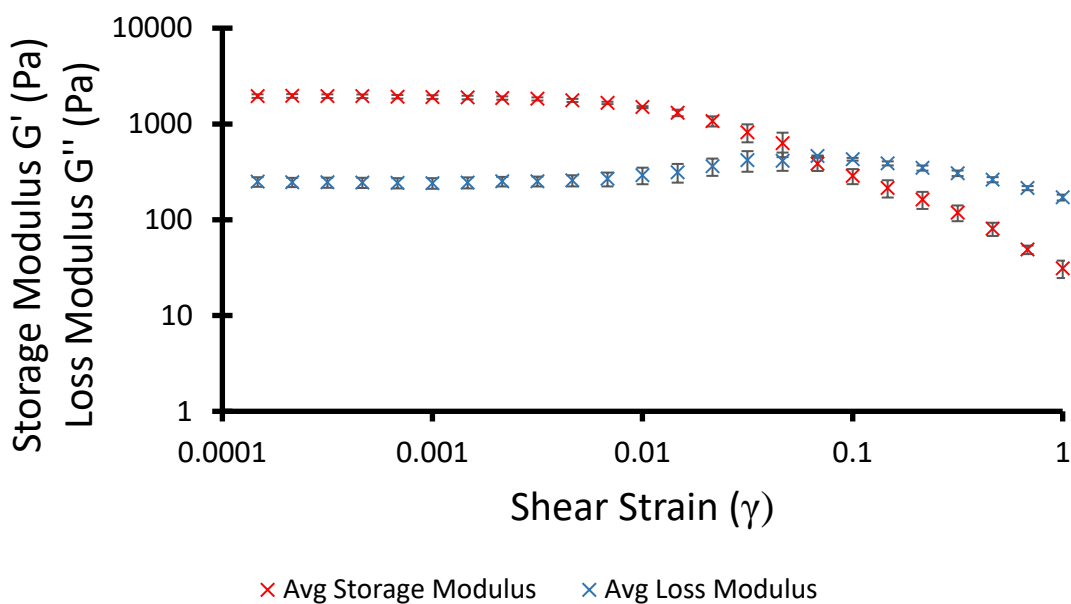 Storage Modulus G' (Pa)
Loss Modulus G'' (Pa)
10000
1000
100
10
1
0.0001 0.001 0.01 0.1 1
Shear Strain (γ)
Avg Storage Modulus Avg Loss Modulus